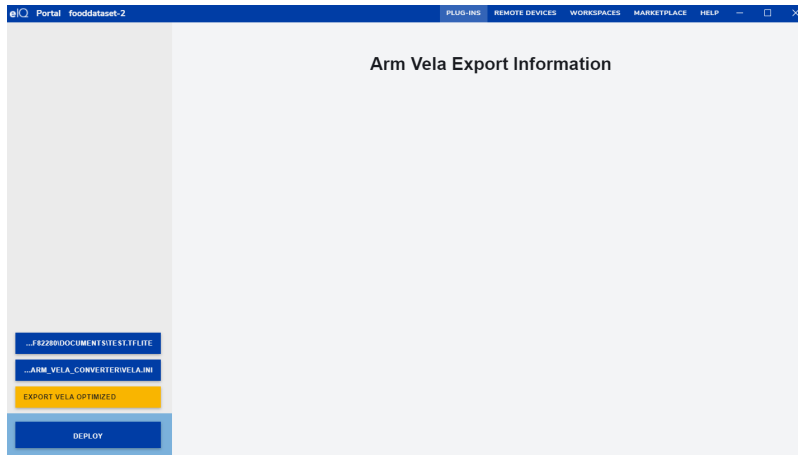 eIQ Portal fooddataset-2 PLUG-INS REMOTE DEVICES WORKSPACES MARKETPLACE HELP
Arm Vela Export Information
...F82280\DOCUMENTS\TEST.TFLITE
...ARM_VELA_CONVERTER\VELA.INI
EXPORT VELA OPTIMIZED
DEPLOY